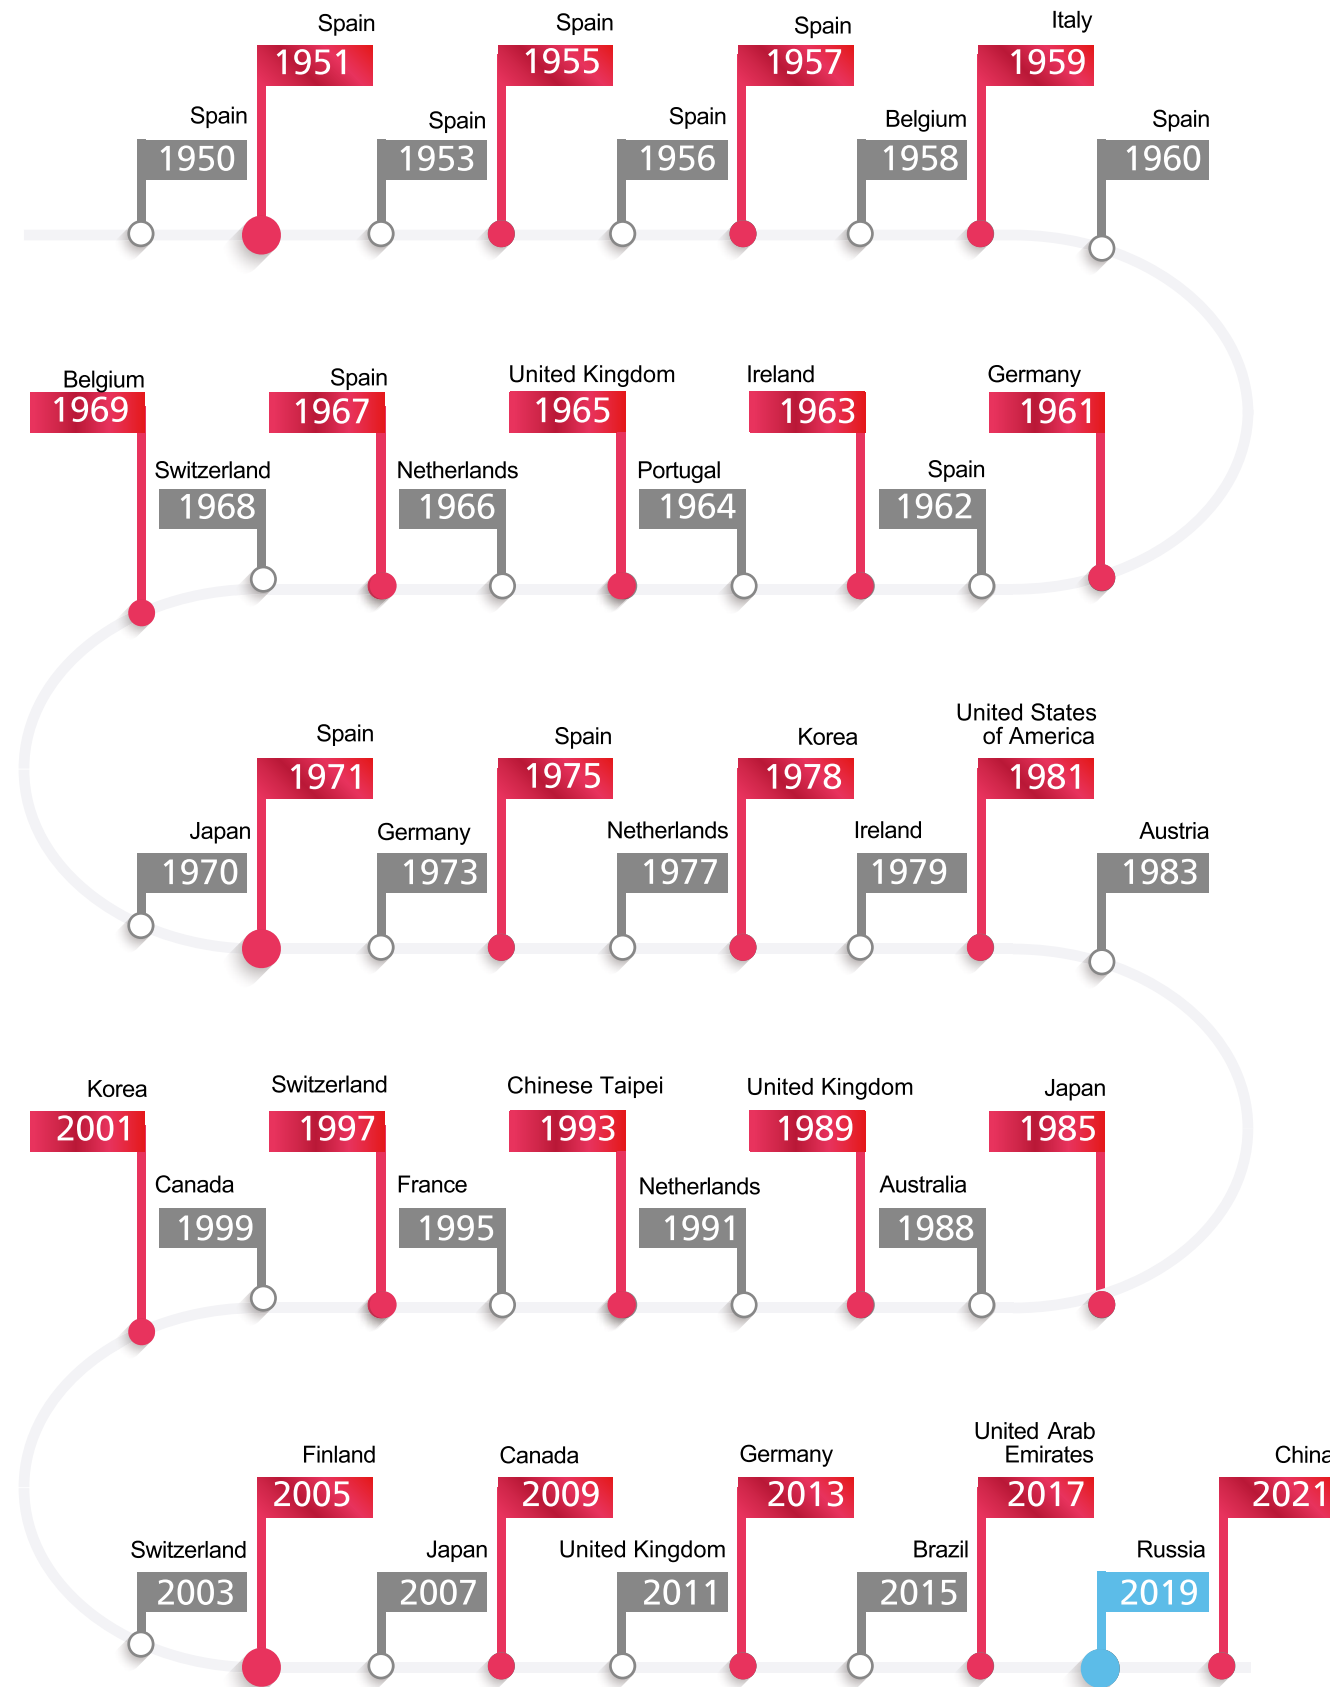 Spain
1950
Spain
1951
Spain
1953
Spain
1955
Spain
1956
Spain
1957
Belgium
1958
Italy
1959
Spain
1960
Germany
1961
Spain
1962
Ireland
1963
Portugal
1964
United Kingdom
1965
Netherlands
1966
Spain
1967
Switzerland
1968
Belgium
1969
Japan
1970
Spain
1971
Germany
1973
Spain
1975
Netherlands
1977
Korea
1978
Ireland
1979
United States
of America
1981
Austria
1983
Japan
1985
Australia
1988
United Kingdom
1989
Netherlands
1991
Chinese Taipei
1993
France
1995
Switzerland
1997
Canada
1999
Korea
2001
Switzerland
2003
Finland
2005
Japan
2007
Canada
2009
United Kingdom
2011
Germany
2013
Brazil
2015
United Arab
Emirates
2017
Russia
2019
China
2021